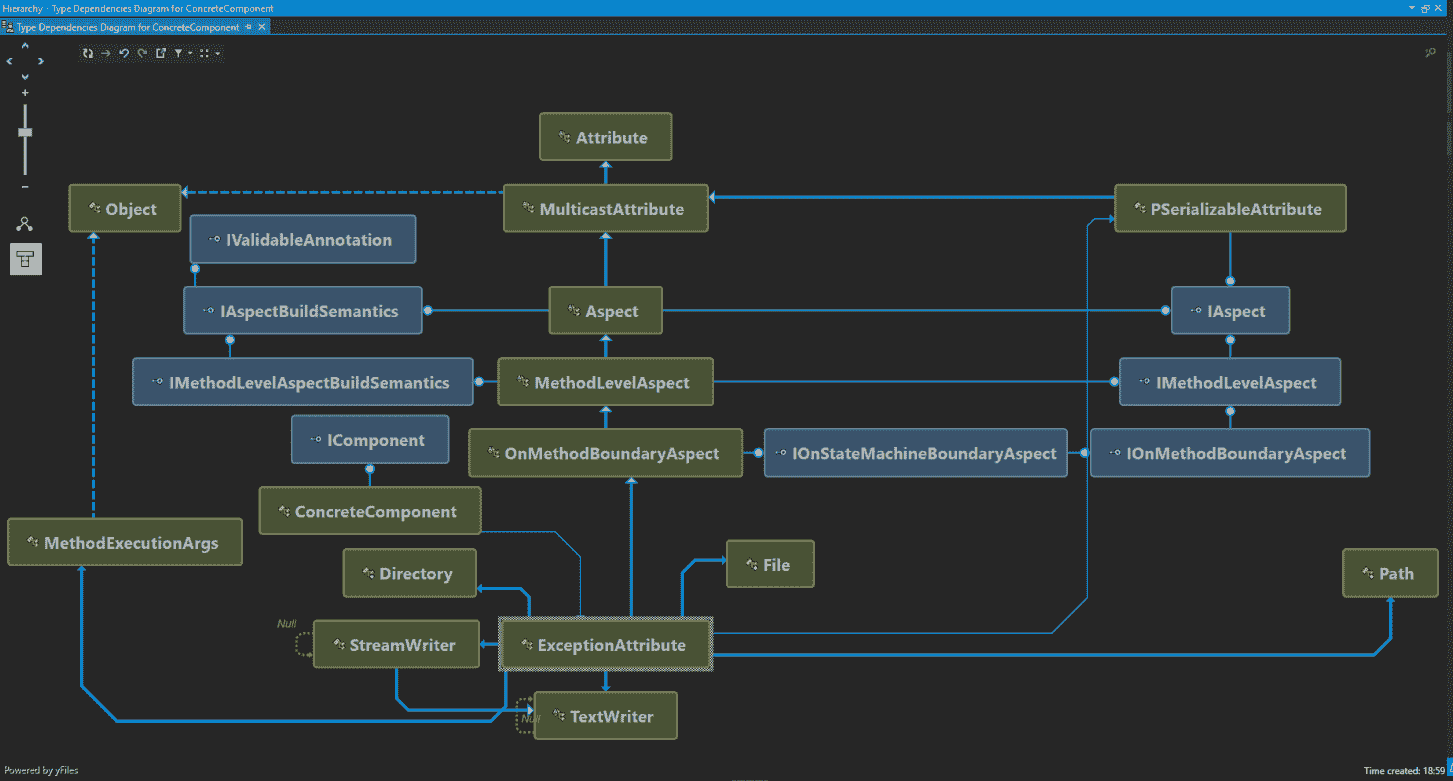 Hierarchy - Type Dependencies Diagram for ConcreteComponent
Type Dependencies Diagram for ConcreteComponent
Attribute
Object
MulticastAttribute
PSerializableAttribute
IValidableAnnotation
IAspectBuildSemantics
Aspect
IAspect
IMethodLevelAspectBuildSemantics
MethodLevelAspect
IMethodLevelAspect
IComponent
OnMethodBoundaryAspect
IOnStateMachineBoundaryAspect
IOnMethodBoundaryAspect
ConcreteComponent
MethodExecutionArgs
Directory
File
Path
Null
StreamWriter
ExceptionAttribute
Null
TextWriter
Powered by yFiles
Time created: 18:59